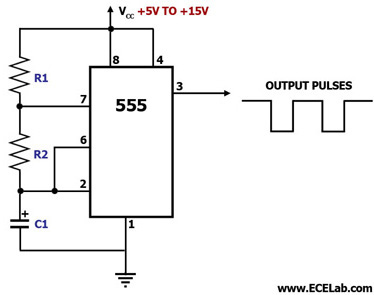 Vcc +5V TO +15V
R1
8
4
7
555
3
OUTPUT PULSES
R2
6
2
+
C1
1
www.ECELab.com